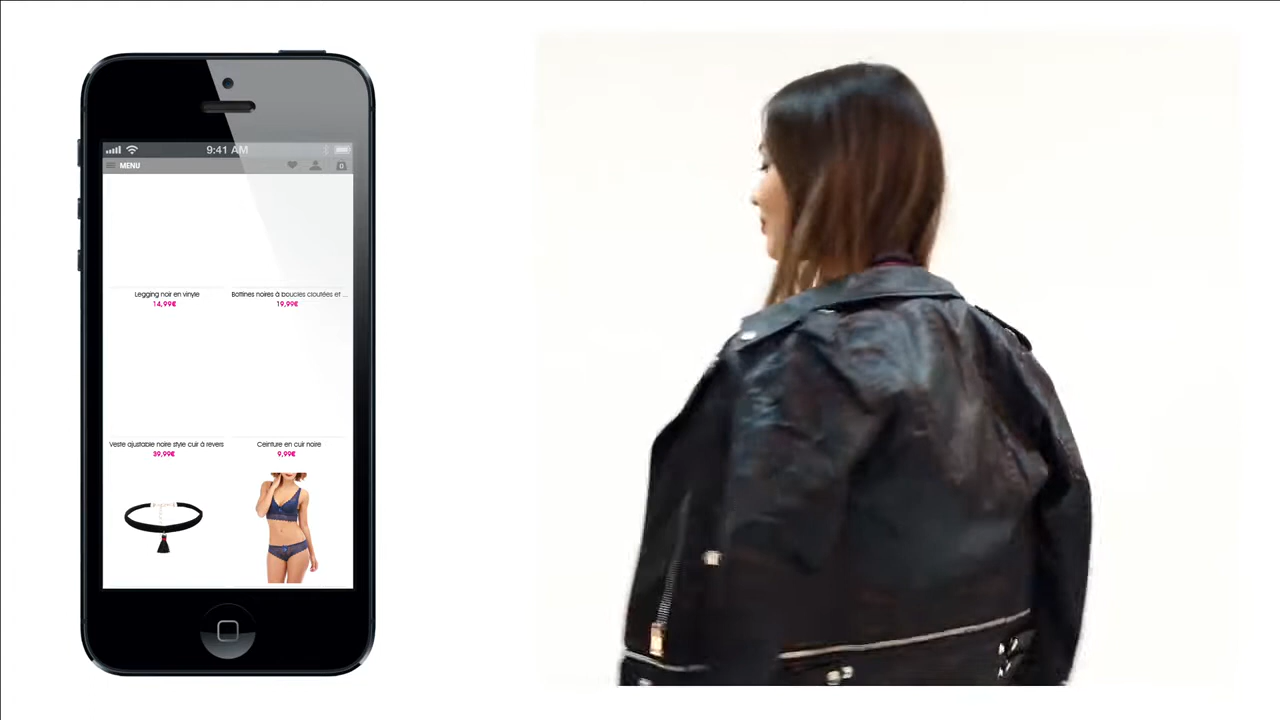 9:41 AM
MENU
0
Legging noir en vinyle
14,99€
Bottines noires à boucles cloutées et ...
19,99€
Veste ajustable noire style cuir à revers
39,99€
Ceinture en cuir noire
9,99€